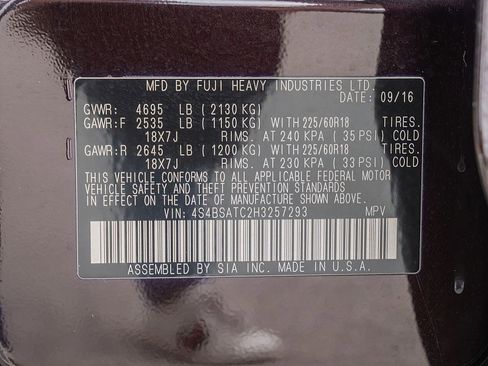 MFD BY FUJI HEAVY INDUSTRIES LTD.
DATE: 09/16
GVWR: 4695 LB ( 2130 KG)
GAWR:F 2535 LB ( 1150 KG) WITH 225/60R18 TIRES.
18X7J RIMS. AT 240 KPA ( 35 PSI) COLD
GAWR:R 2645 LB ( 1200 KG) WITH 225/60R18 TIRES.
18X7J RIMS. AT 230 KPA ( 33 PSI) COLD
THIS VEHICLE CONFORMS TO ALL APPLICABLE FEDERAL MOTOR
VEHICLE SAFETY AND THEFT PREVENTION STANDARDS
IN EFFECT ON THE DATE OF MANUFACTURE SHOWN ABOVE.
VIN: 4S4BSATC2H3257293 MPV
ASSEMBLED BY SIA INC. MADE IN U.S.A.